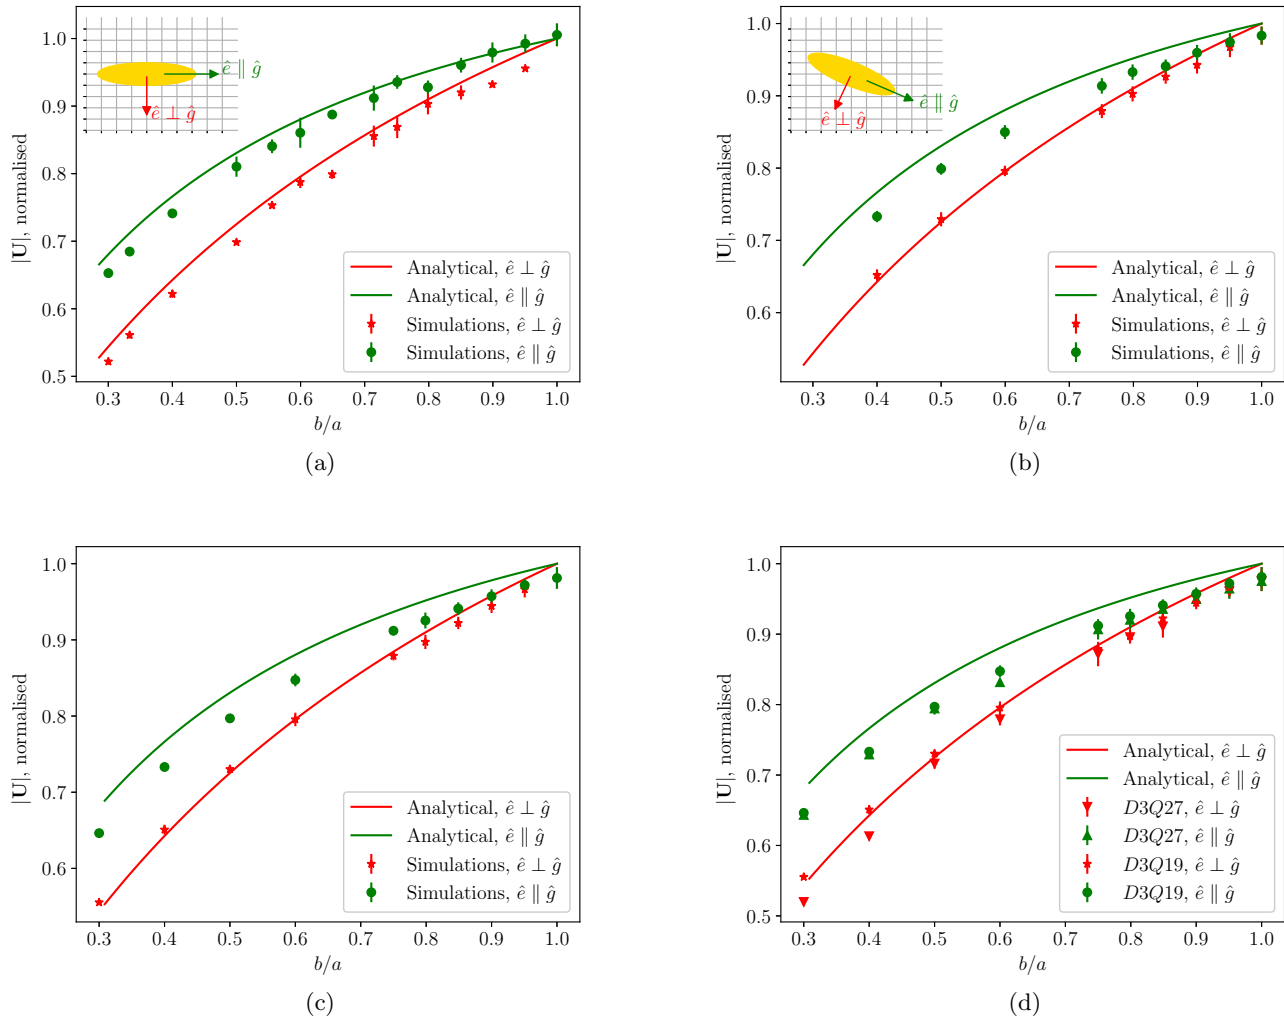 1.0
0.9
0.8
0.7
0.6
0.5
|U|, normalised
ê ∥ ĝ
ê ⊥ ĝ
Analytical, ê ⊥ ĝ
Analytical, ê ∥ ĝ
Simulations, ê ⊥ ĝ
Simulations, ê ∥ ĝ
0.3 0.4 0.5 0.6 0.7 0.8 0.9 1.0
b/a
(a)
1.0
0.9
0.8
0.7
0.6
|U|, normalised
ê ∥ ĝ
ê ⊥ ĝ
Analytical, ê ⊥ ĝ
Analytical, ê ∥ ĝ
Simulations, ê ⊥ ĝ
Simulations, ê ∥ ĝ
0.3 0.4 0.5 0.6 0.7 0.8 0.9 1.0
b/a
(b)
1.0
0.9
0.8
0.7
0.6
|U|, normalised
Analytical, ê ⊥ ĝ
Analytical, ê ∥ ĝ
Simulations, ê ⊥ ĝ
Simulations, ê ∥ ĝ
0.3 0.4 0.5 0.6 0.7 0.8 0.9 1.0
b/a
(c)
1.0
0.9
0.8
0.7
0.6
0.5
|U|, normalised
Analytical, ê ⊥ ĝ
Analytical, ê ∥ ĝ
D3Q27, ê ⊥ ĝ
D3Q27, ê ∥ ĝ
D3Q19, ê ⊥ ĝ
D3Q19, ê ∥ ĝ
0.3 0.4 0.5 0.6 0.7 0.8 0.9 1.0
b/a
(d)